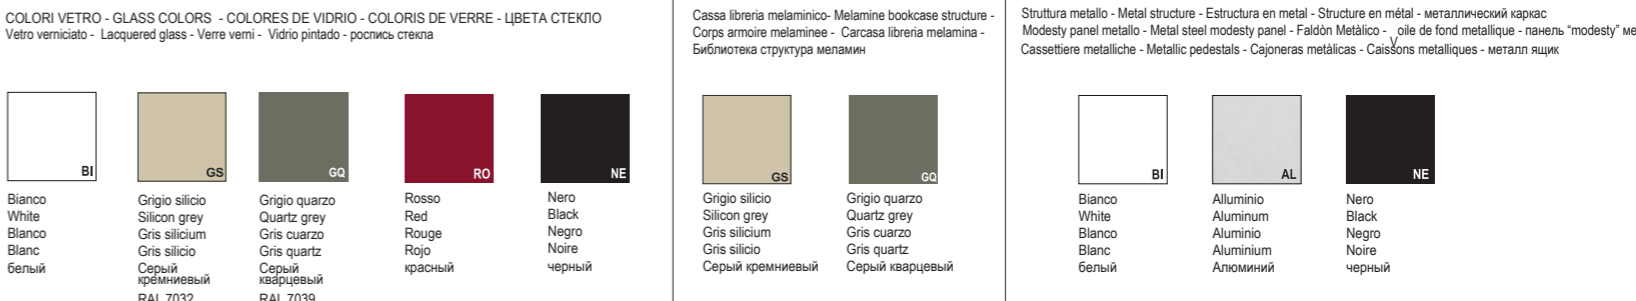 COLORI VETRO - GLASS COLORS - COLORES DE VIDRIO - COLORIS DE VERRE - ЦВЕТА СТЕКЛО
Vetro verniciato - Lacquered glass - Verre verni - Vidrio pintado - роспись стекла
BI
GS
GQ
RO
NE
Bianco
White
Blanco
Blanc
белый
Grigio silicio
Silicon grey
Gris silicium
Gris silicio
Серый
кремниевый
RAL 7032
Grigio quarzo
Quartz grey
Gris cuarzo
Gris quartz
Серый
кварцевый
RAL 7039
Rosso
Red
Rouge
Rojo
красный
Nero
Black
Negro
Noire
черный
Cassa libreria melaminico- Melamine bookcase structure -
Corps armoire melaminee - Carcasa libreria melamina -
Библиотека структура меламин
GS
GQ
Grigio silicio
Silicon grey
Gris silicium
Gris silicio
Серый кремниевый
Grigio quarzo
Quartz grey
Gris cuarzo
Gris quartz
Серый кварцевый
Struttura metallo - Metal structure - Estructura en metal - Structure en métal - металлический каркас
Modesty panel metallo - Metal steel modesty panel - Faldòn Metàlico - Voile de fond metallique - панель “modesty” ме
Cassettiere metalliche - Metallic pedestals - Cajoneras metàlicas - Caissons metalliques - металл ящик
BI
AL
NE
Bianco
White
Blanco
Blanc
белый
Alluminio
Aluminum
Aluminio
Aluminium
Алюминий
Nero
Black
Negro
Noire
черный